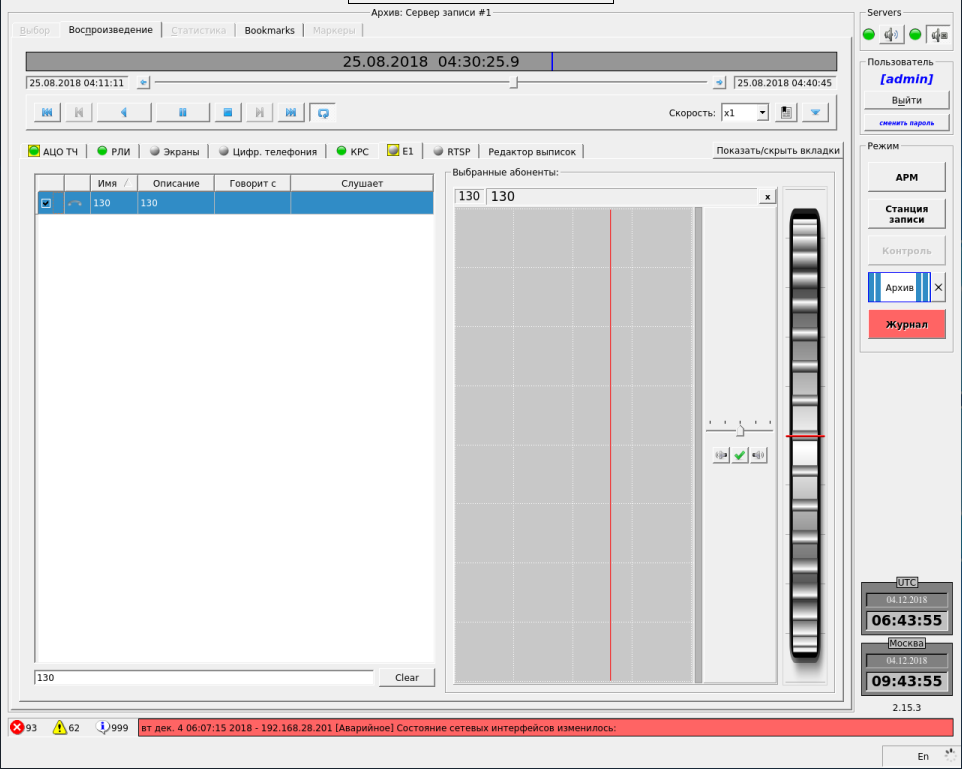 Архив: Сервер записи #1
Выбор Воспроизведение Статистика Bookmarks Маркеры
25.08.2018 04:30:25.9
25.08.2018 04:11:11 25.08.2018 04:40:45
Скорость: x1
АЦО ТЧ РЛИ Экраны Цифр. телефония КРС E1 RTSP Редактор выписок Показать/скрыть вкладки
Имя Описание Говорит с Слушает
130 130
130 Clear
Выбранные абоненты:
130 130 x
Servers
Пользователь
[admin]
Выйти
сменить пароль
Режим
АРМ
Станция
записи
Контроль
Архив
Журнал
UTC
04.12.2018
06:43:55
Москва
04.12.2018
09:43:55
2.15.3
93 62 999 вт дек. 4 06:07:15 2018 - 192.168.28.201 [Аварийное] Состояние сетевых интерфейсов изменилось:
En